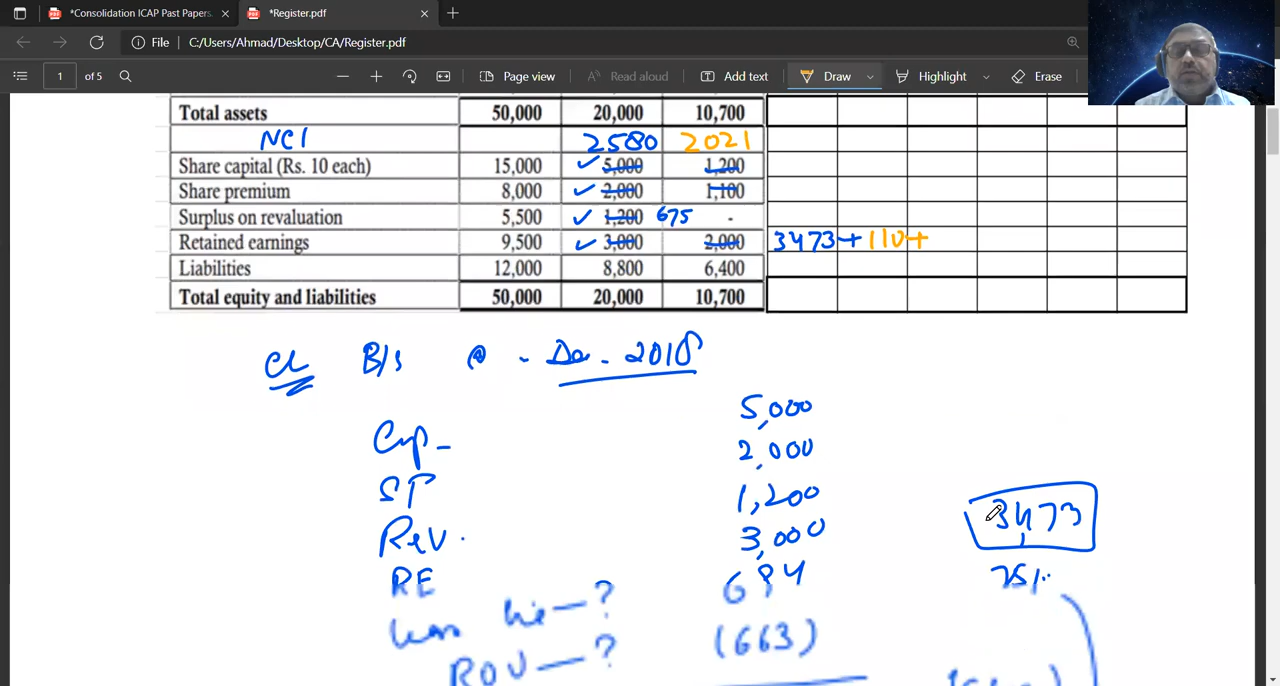 *Consolidation ICAP Past Papers. *Register.pdf
File C:/Users/Ahmad/Desktop/CA/Register.pdf
1 of 5 Page view Read aloud Add text Draw Highlight Erase
Total assets 50,000 20,000 10,700
NCI 2580 2021
Share capital (Rs. 10 each) 15,000 5,000 1,200
Share premium 8,000 2,000 1,100
Surplus on revaluation 5,500 1,200 675 -
Retained earnings 9,500 3,000 2,000 3473+ 110+
Liabilities 12,000 8,800 6,400
Total equity and liabilities 50,000 20,000 10,700
CL B/S @ - Dec - 2018
5,000
Cap - 2,000
SP 1,200
Rev. 3,000 3473
RE 694 75%
(663)
ROU — ?